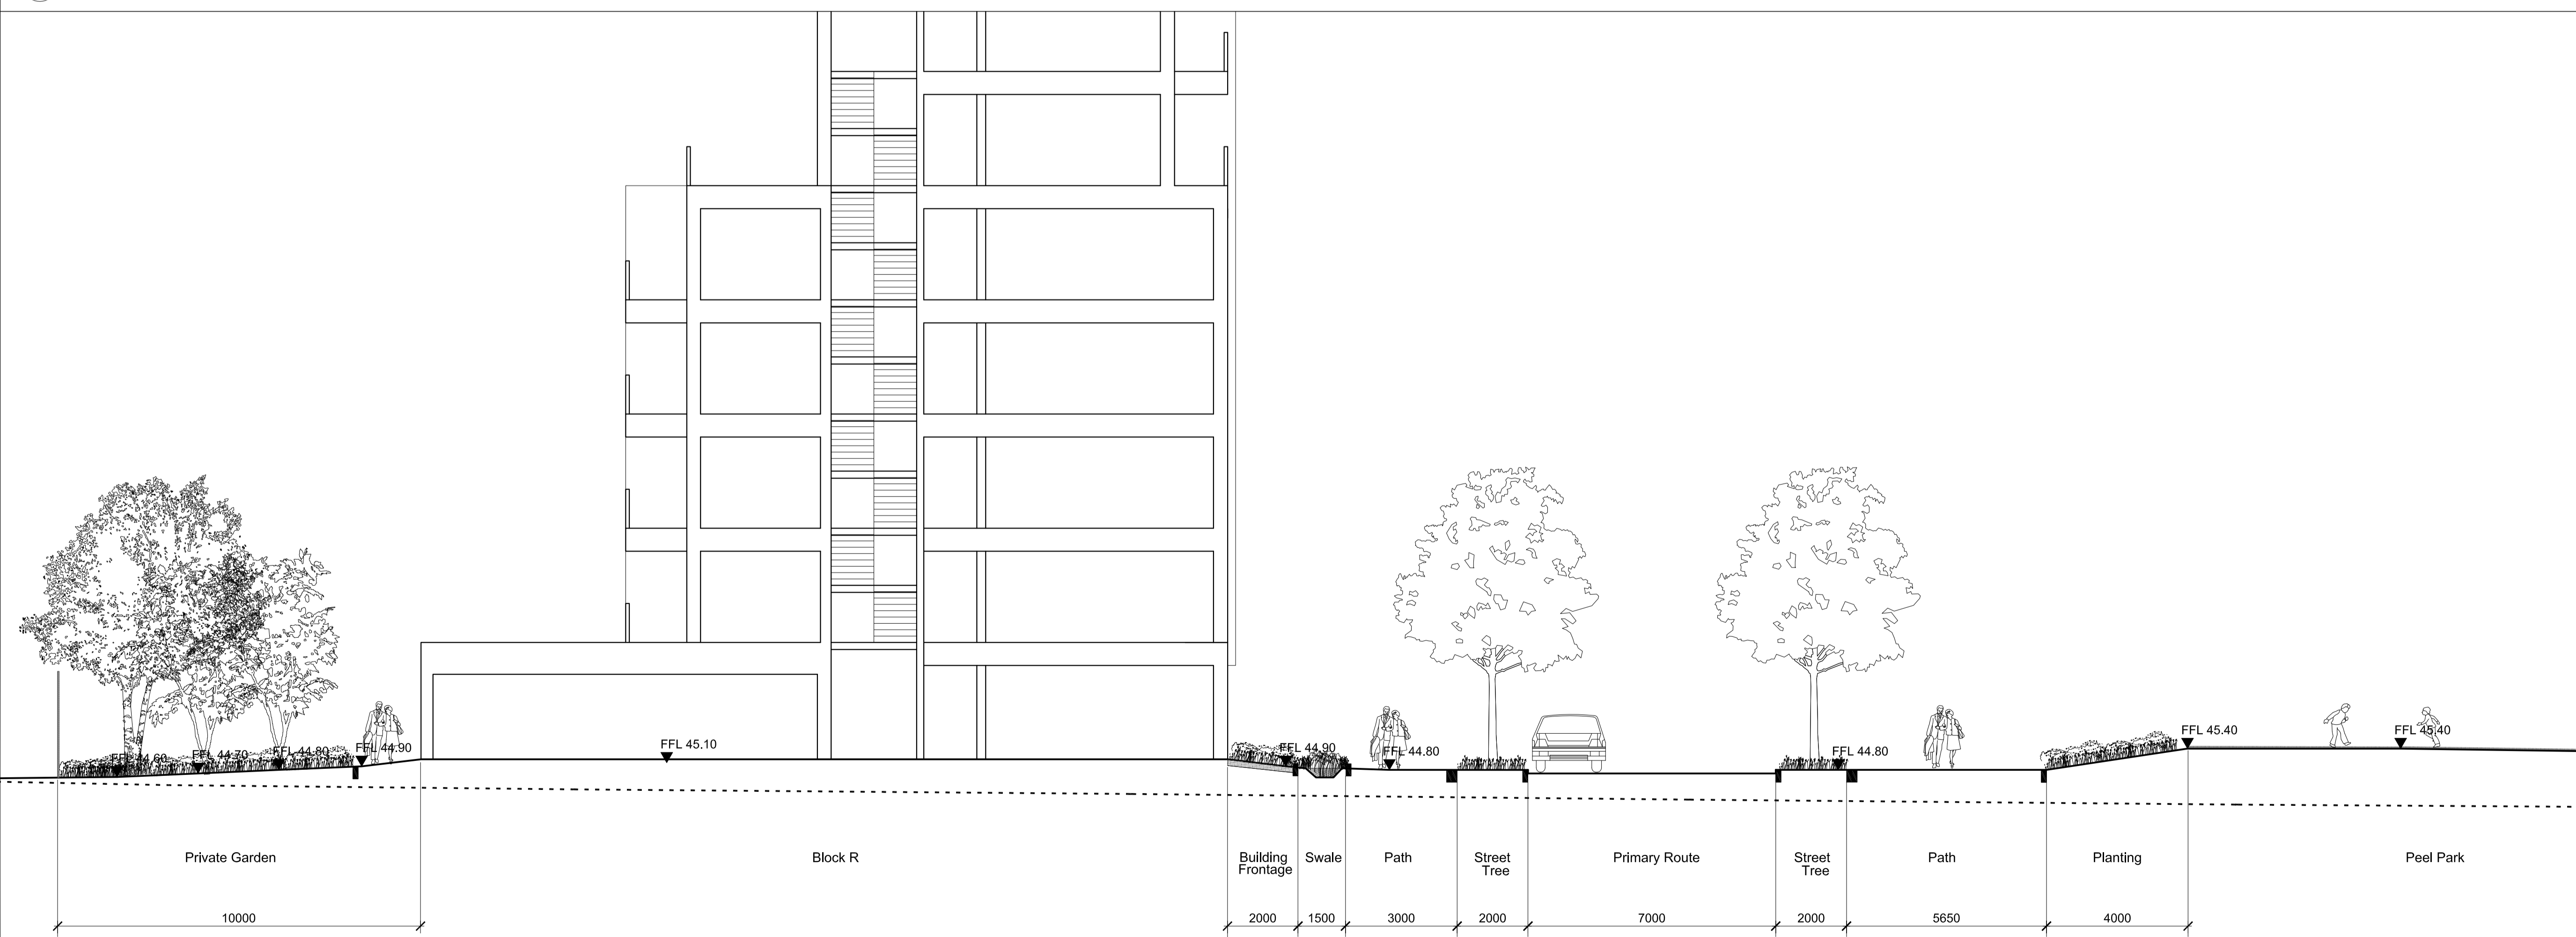 FFL 44.60
FFL 44.70
FFL 44.80
FFL 44.90
FFL 45.10
FFL 44.90
FFL 44.80
FFL 44.80
FFL 45.40
FFL 45.40
Private Garden
Block R
Building
Frontage
Swale
Path
Street
Tree
Primary Route
Street
Tree
Path
Planting
Peel Park
10000
2000
1500
3000
2000
7000
2000
5650
4000